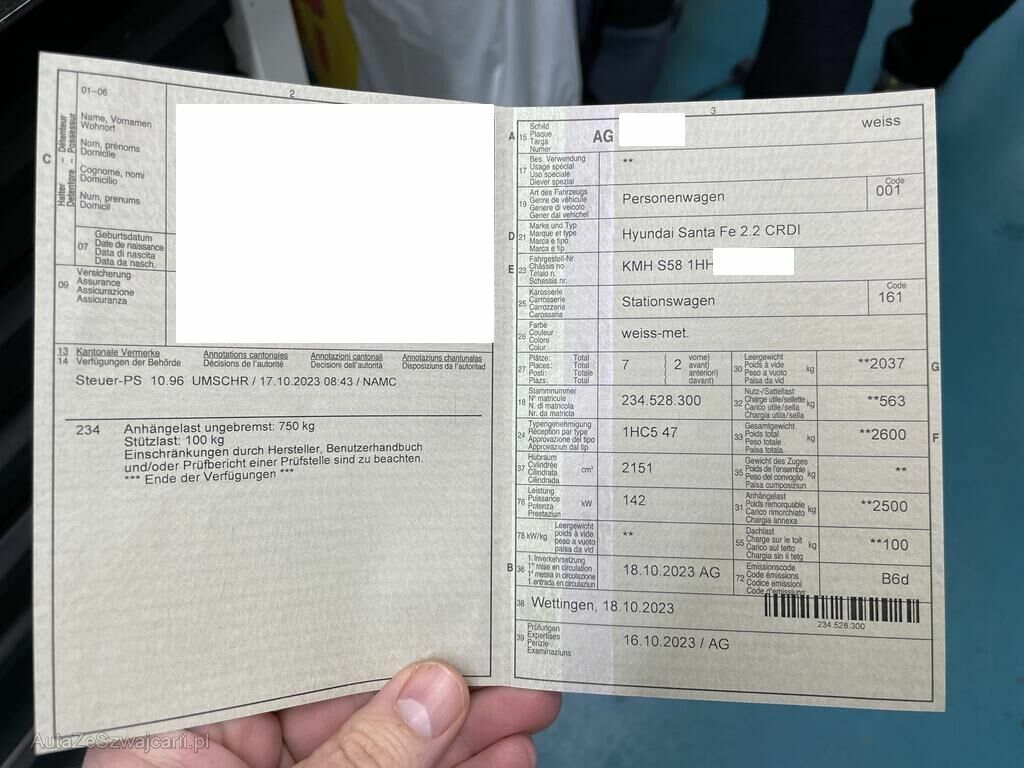 2
01-06
Name, Vornamen
Wohnort
Nom, prénoms
Domicile
Cognome, nomi
Domicilio
Num, prenums
Domicil
C
Halter Détenteur
Detentore Possessur
07
Geburtsdatum
Date de naissance
Data di nascita
Data da nasch.
09
Versicherung
Assurance
Assicurazione
Assicuranza
13 Kantonale Vermerke
14 Verfügungen der Behörde
Annotations cantonales
Décisions de l'autorité
Annotazioni cantonali
Decisioni dell'autorità
Annotaziuns chantunalas
Disposiziuns da l'autoritad
Steuer-PS 10.96 UMSCHR / 17.10.2023 08:43 / NAMC
234 Anhängelast ungebremst: 750 kg
Stützlast: 100 kg
Einschränkungen durch Hersteller, Benutzerhandbuch
und/oder Prüfbericht einer Prüfstelle sind zu beachten.
*** Ende der Verfügungen ***
3
A 15
Schild
Plaque
Targa
Numer
AG
weiss
17
Bes. Verwendung
Usage spécial
Uso speciale
Diever spezial
**
19
Art des Fahrzeugs
Genre de véhicule
Genere di veicolo
Gener dal vehichel
Personenwagen
Code
001
D 21
Marke und Typ
Marque et type
Marca e tipo
Marca e tip
Hyundai Santa Fe 2.2 CRDI
E 23
Fahrgestell-Nr.
Châssis no
Telaio n.
Schassis nr.
KMH S58 1HH
25
Karosserie
Carrosserie
Carrozzeria
Carossaria
Stationswagen
Code
161
26
Farbe
Couleur
Colore
Colur
weiss-met.
27
Plätze: Total
Places: Total
Posti: Totale
Plazs: Total
7
2
vorne)
avant)
anteriori)
davant)
30
Leergewicht
Poids à vide
Peso a vuoto
Paisa da vid
kg
**2037
G
18
Stammnummer
N° matricule
N. di matricola
Nr. da matricla
234.528.300
32
Nutz-/Sattellast
Charge utile/sellette
Carico utile/sella
Chargia utila/sella
kg
**563
24
Typengenehmigung
Réception par type
Approvazione del tipo
Approvaziun dal tip
1HC5 47
33
Gesamtgewicht
Poids total
Peso totale
Paisa totala
kg
**2600
F
37
Hubraum
Cylindrée
Cilindrata
Cilindrada
cm³
2151
35
Gewicht des Zuges
Poids de l'ensemble
Peso del convoglio
Paisa cumposiziun
kg
**
76
Leistung
Puissance
Potenza
Prestaziun
kW
142
31
Anhängelast
Poids remorquable
Carico rimorchiato
Chargia annexa
kg
**2500
78 kW/kg
Leergewicht
poids à vide
peso a vuoto
paisa da vid
**
55
Dachlast
Charge sur le toit
Carico sul tetto
Chargia sin il tetg
kg
**100
B 36
1. Inverkehrsetzung
1re mise en circulation
1a messa in circolazione
1. entrada en circulaziun
18.10.2023 AG
72
Emissionscode
Code émissions
Codice emissioni
Code d'emissiuns
B6d
38 Wettingen, 18.10.2023
234.528.300
39
Prüfungen
Expertises
Perizie
Examinaziuns
16.10.2023 / AG
AutaZeSzwajcarii.pl